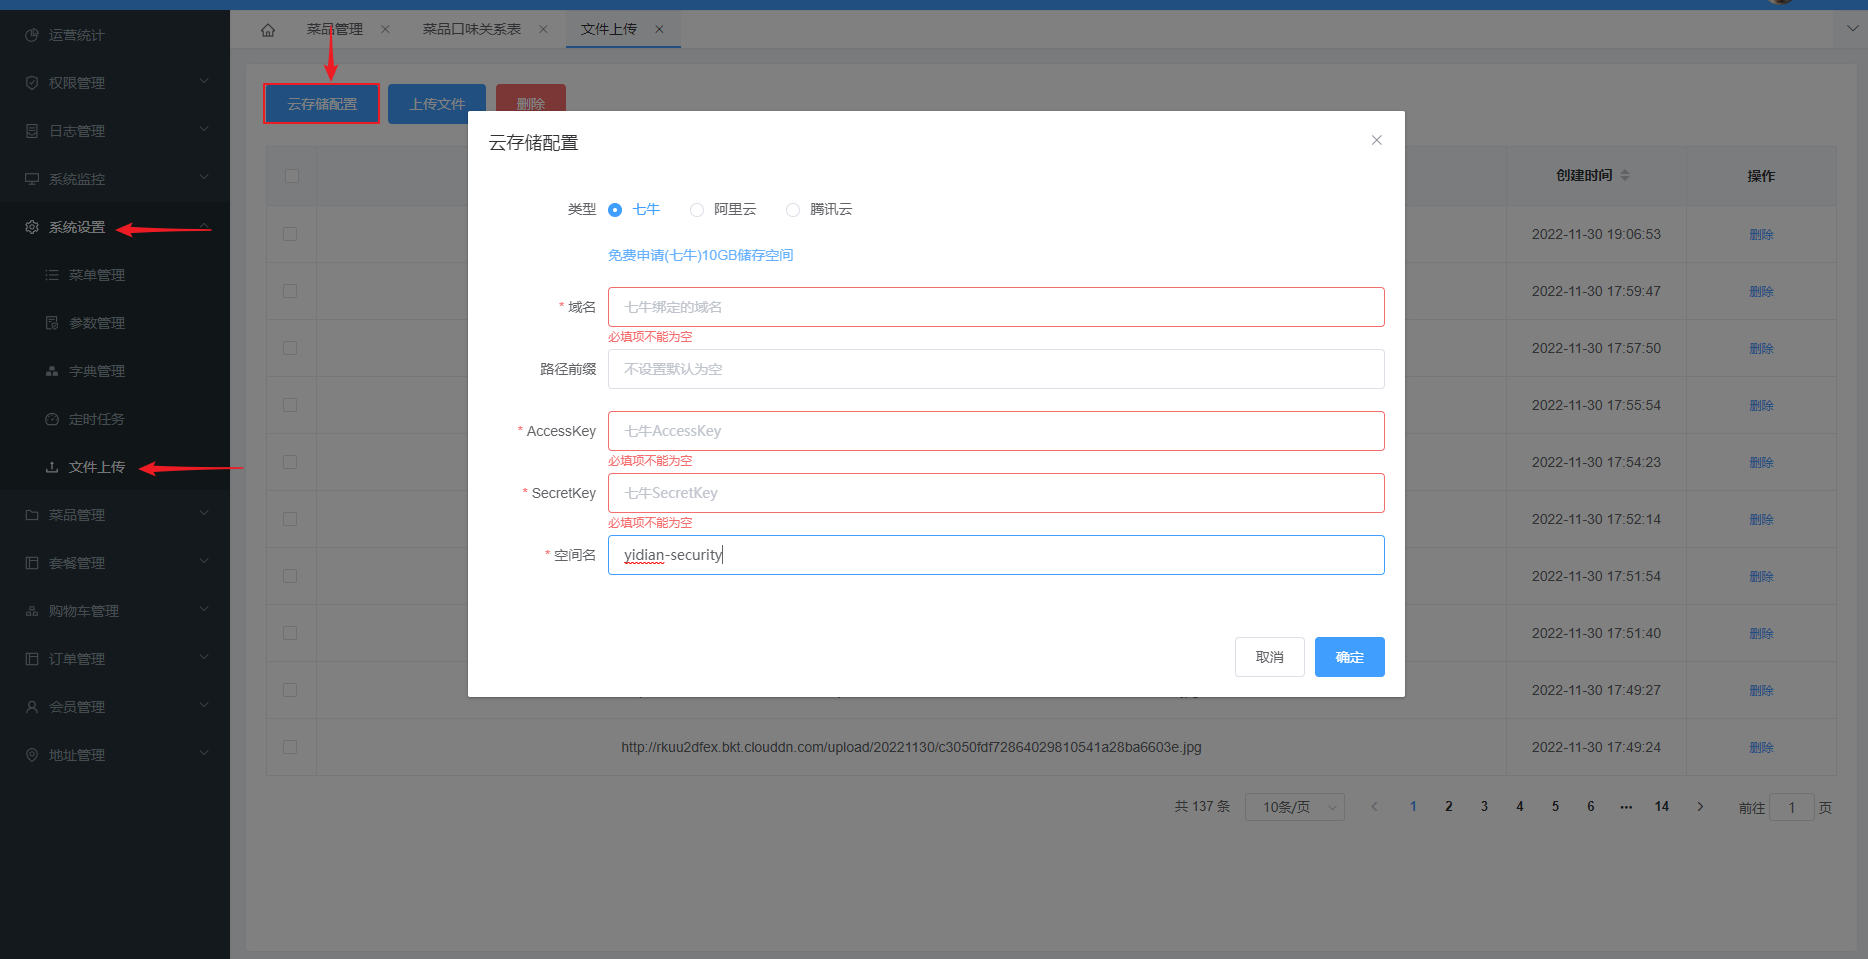 运营统计
权限管理
日志管理
系统监控
系统设置
菜单管理
参数管理
字典管理
定时任务
文件上传
菜品管理
套餐管理
购物车管理
订单管理
会员管理
地址管理
菜品管理
菜品口味关系表
文件上传
云存储配置
上传文件
删除
创建时间
操作
2022-11-30 19:06:53 删除
2022-11-30 17:59:47 删除
2022-11-30 17:57:50 删除
2022-11-30 17:55:54 删除
2022-11-30 17:54:23 删除
2022-11-30 17:52:14 删除
2022-11-30 17:51:54 删除
2022-11-30 17:51:40 删除
2022-11-30 17:49:27 删除
http://rkuu2dfex.bkt.clouddn.com/upload/20221130/c3050fdf72864029810541a28ba6603e.jpg 2022-11-30 17:49:24 删除
共 137 条 10条/页 1 2 3 4 5 6 ••• 14 前往 1 页
云存储配置
类型 七牛 阿里云 腾讯云
免费申请(七牛)10GB储存空间
* 域名 七牛绑定的域名
必填项不能为空
路径前缀 不设置默认为空
* AccessKey 七牛AccessKey
必填项不能为空
* SecretKey 七牛SecretKey
必填项不能为空
* 空间名 yidian-security
取消 确定